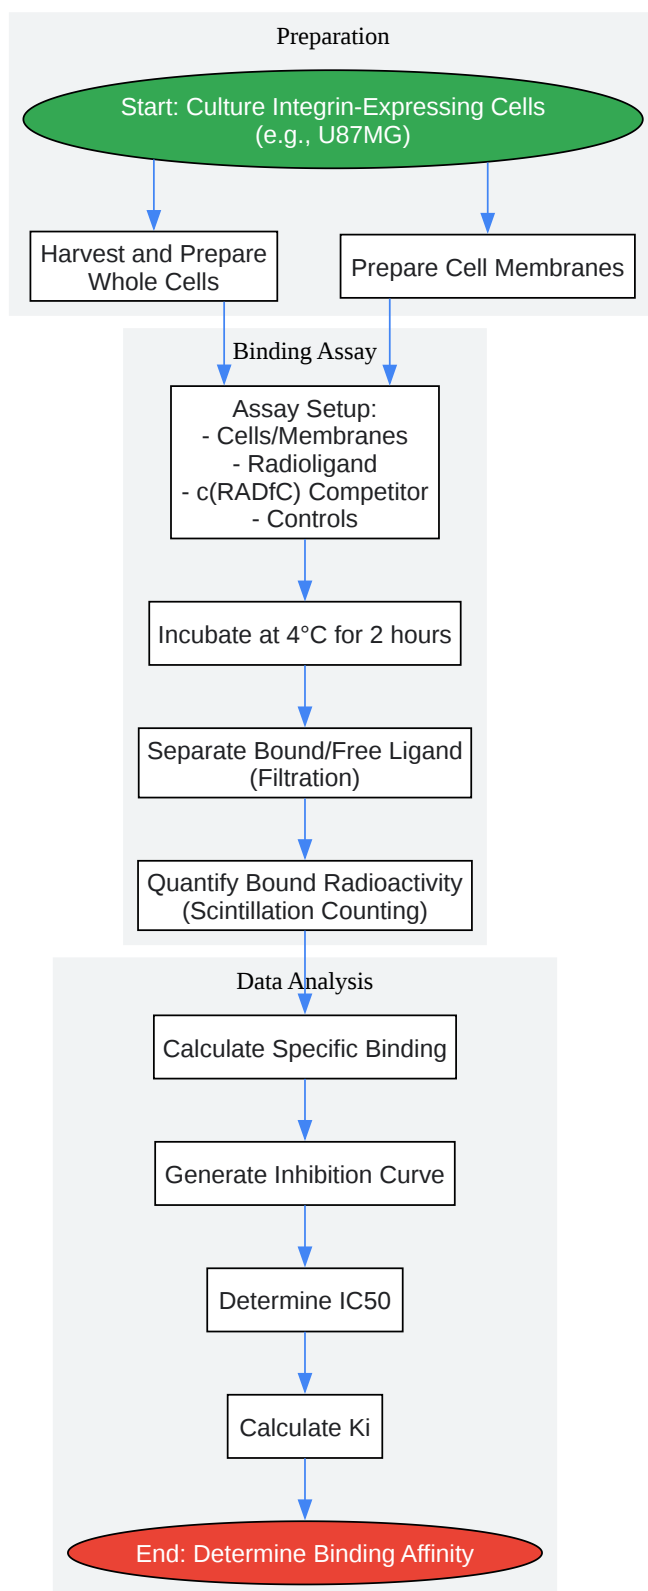 Preparation
Start: Culture Integrin-Expressing Cells
(e.g., U87MG)
Harvest and Prepare
Whole Cells
Prepare Cell Membranes
Binding Assay
Assay Setup:
- Cells/Membranes
- Radioligand
- c(RADfC) Competitor
- Controls
Incubate at 4°C for 2 hours
Separate Bound/Free Ligand
(Filtration)
Quantify Bound Radioactivity
(Scintillation Counting)
Data Analysis
Calculate Specific Binding
Generate Inhibition Curve
Determine IC50
Calculate Ki
End: Determine Binding Affinity